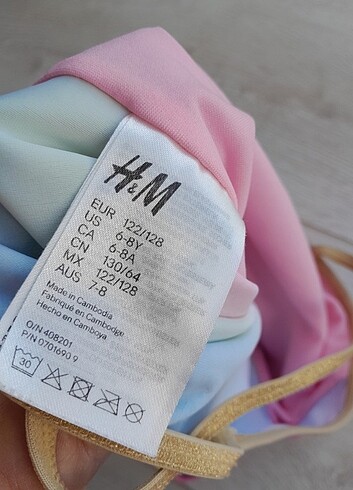 H&M
EUR 122/128
US 6-8Y
CA 6-8A
CN 130/64
MX 122/128
AUS 7-8
Made in Cambodia
Fabriqué en Cambodge
Hecho en Camboya
O/N 408201
P/N 0701690 9
30